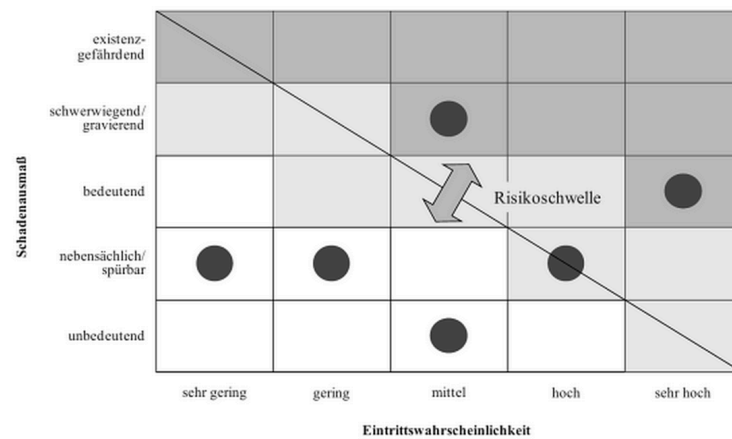 existenz-
gefährdend
schwerwiegend/
gravierend
bedeutend
nebensächlich/
spürbar
unbedeutend
Schadenausmaß
Risikoschwelle
sehr gering
gering
mittel
hoch
sehr hoch
Eintrittswahrscheinlichkeit